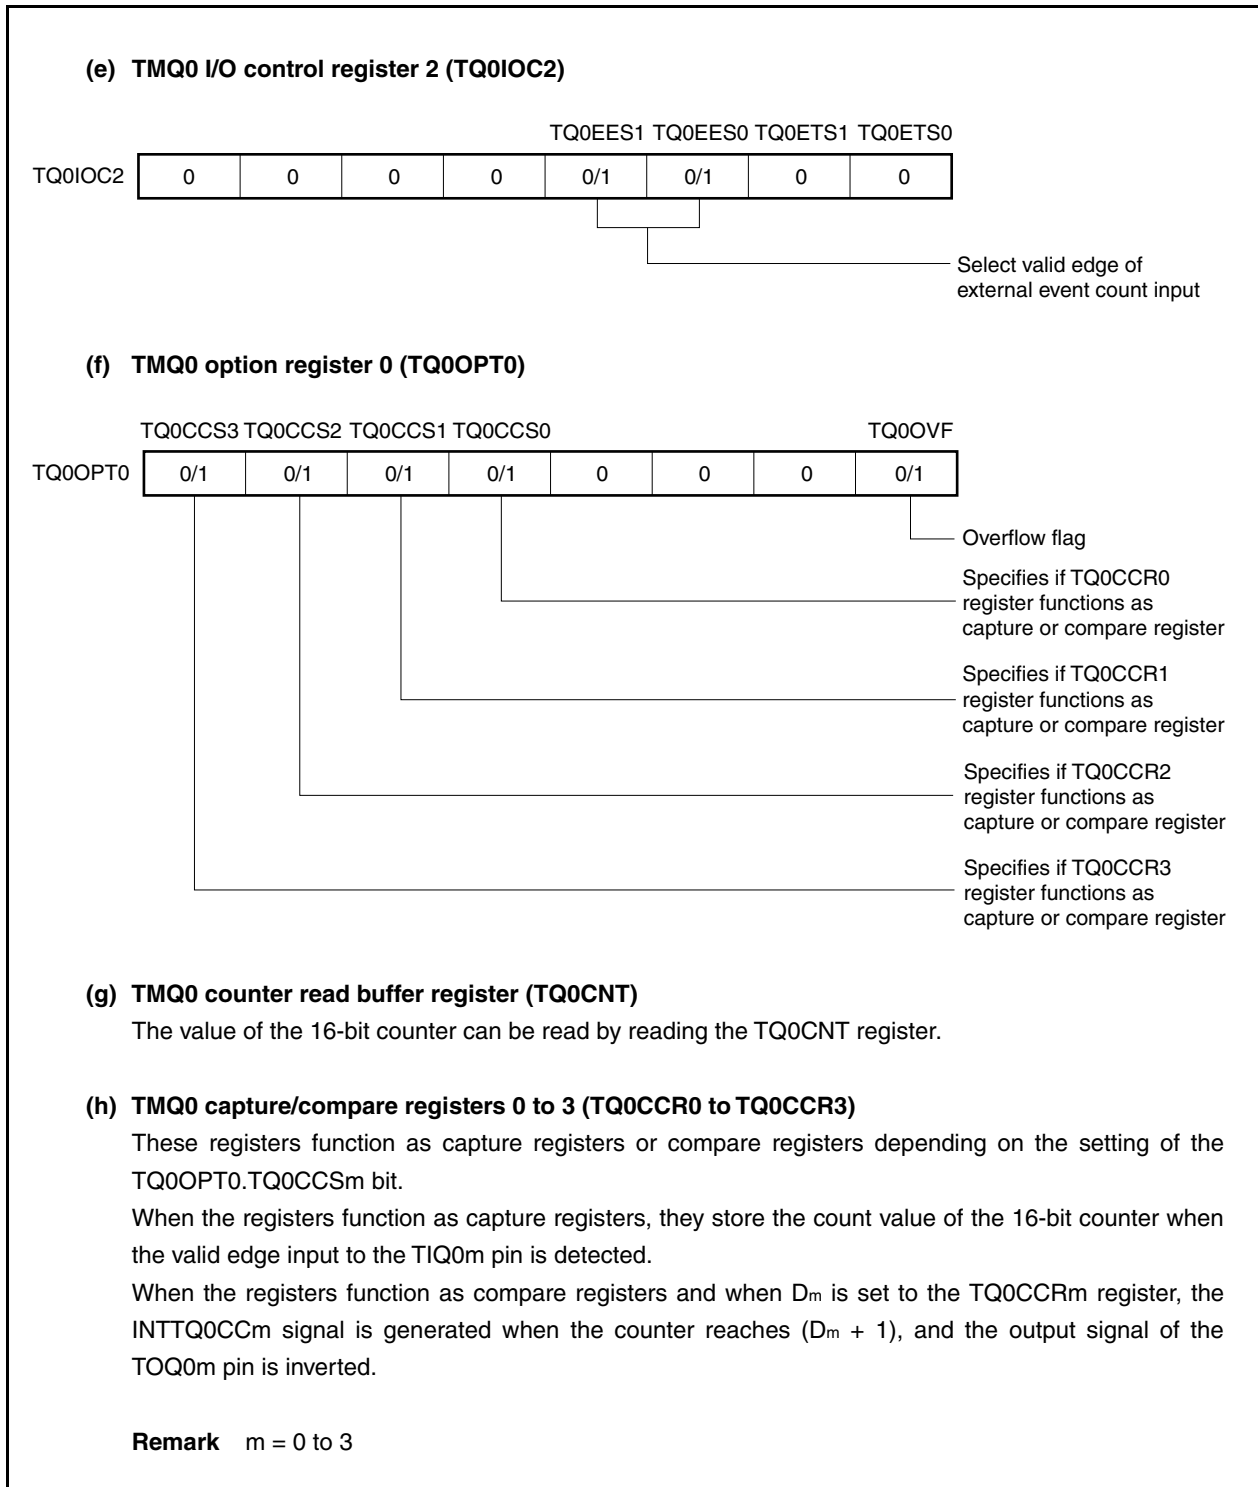 (e) TMQ0 I/O control register 2 (TQ0IOC2)
TQ0EES1 TQ0EES0 TQ0ETS1 TQ0ETS0
TQ0IOC2 0 0 0 0 0/1 0/1 0 0
Select valid edge of
external event count input
(f) TMQ0 option register 0 (TQ0OPT0)
TQ0CCS3 TQ0CCS2 TQ0CCS1 TQ0CCS0 TQ0OVF
TQ0OPT0 0/1 0/1 0/1 0/1 0 0 0 0/1
Overflow flag
Specifies if TQ0CCR0
register functions as
capture or compare register
Specifies if TQ0CCR1
register functions as
capture or compare register
Specifies if TQ0CCR2
register functions as
capture or compare register
Specifies if TQ0CCR3
register functions as
capture or compare register
(g) TMQ0 counter read buffer register (TQ0CNT)
The value of the 16-bit counter can be read by reading the TQ0CNT register.
(h) TMQ0 capture/compare registers 0 to 3 (TQ0CCR0 to TQ0CCR3)
These registers function as capture registers or compare registers depending on the setting of the
TQ0OPT0.TQ0CCSm bit.
When the registers function as capture registers, they store the count value of the 16-bit counter when
the valid edge input to the TIQ0m pin is detected.
When the registers function as compare registers and when Dm is set to the TQ0CCRm register, the
INTTQ0CCm signal is generated when the counter reaches (Dm + 1), and the output signal of the
TOQ0m pin is inverted.
Remark m = 0 to 3